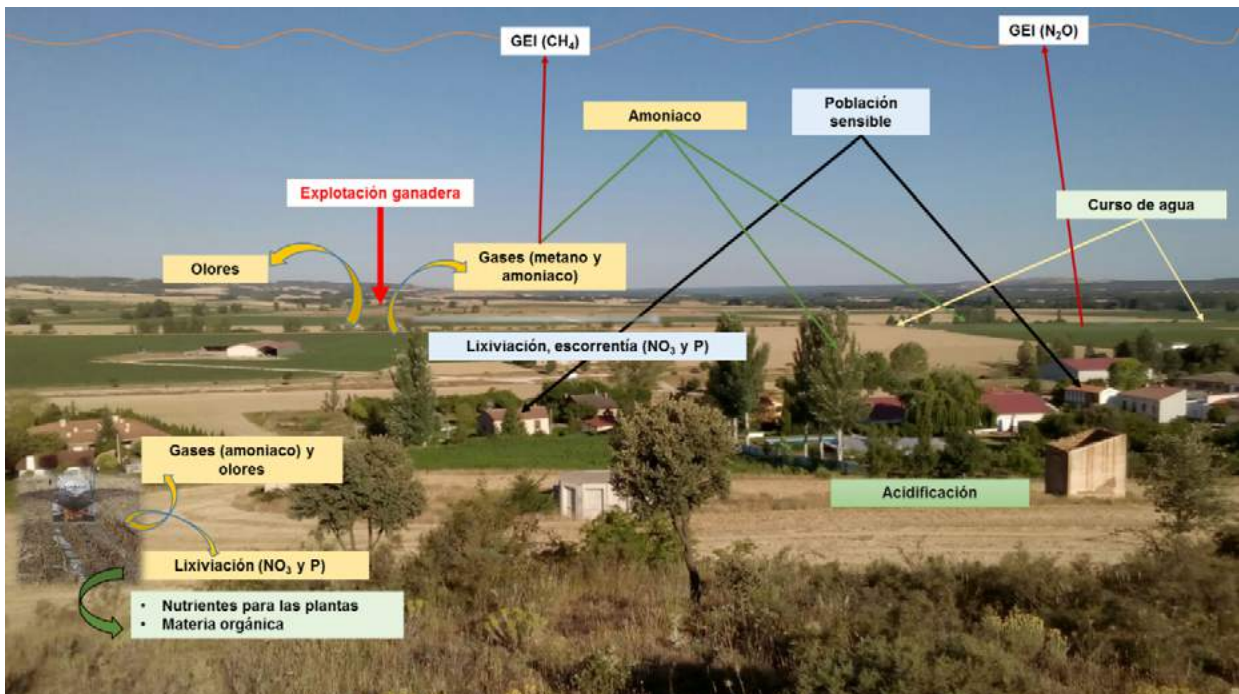 GEI (CH₄)
GEI (N₂O)
Amoniaco
Población
sensible
Explotación ganadera
Curso de agua
Olores
Gases (metano y
amoniaco)
Lixiviación, escorrentía (NO₃ y P)
Gases (amoniaco) y
olores
Acidificación
Lixiviación (NO₃ y P)
• Nutrientes para las plantas
• Materia orgánica